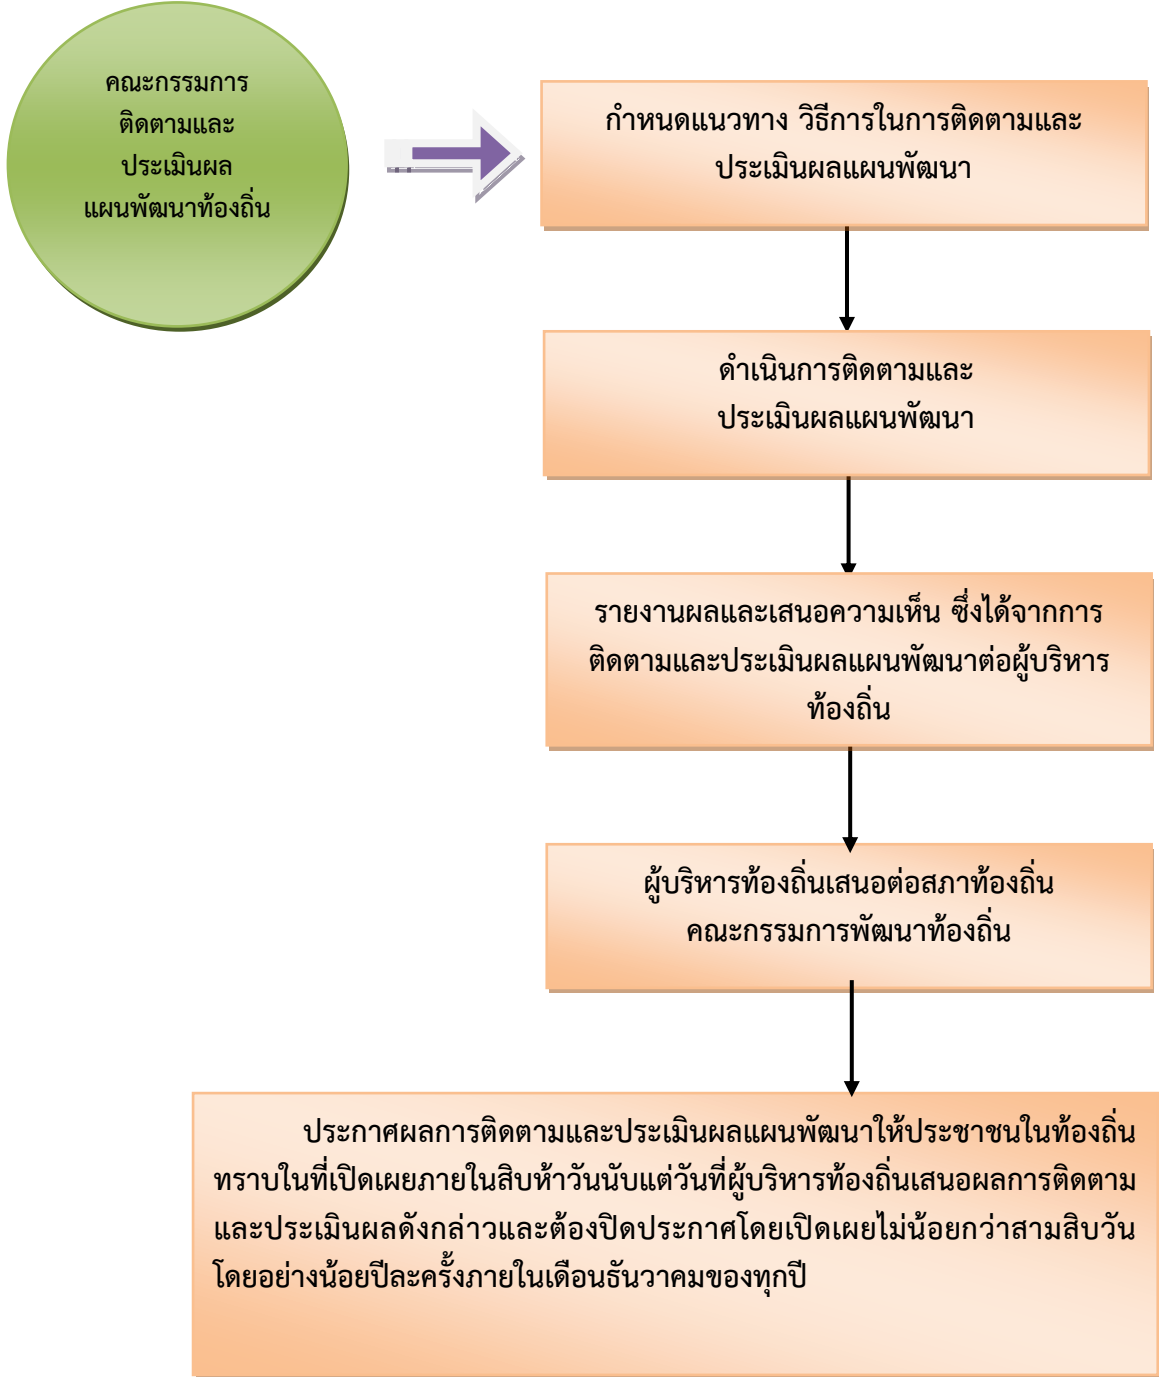 คณะกรรมการ
ติดตามและ
ประเมินผล
แผนพัฒนาท้องถิ่น
กำหนดแนวทาง วิธีการในการติดตามและ
ประเมินผลแผนพัฒนา
ดำเนินการติดตามและ
ประเมินผลแผนพัฒนา
รายงานผลและเสนอความเห็น ซึ่งได้จากการ
ติดตามและประเมินผลแผนพัฒนาต่อผู้บริหาร
ท้องถิ่น
ผู้บริหารท้องถิ่นเสนอต่อสภาท้องถิ่น
คณะกรรมการพัฒนาท้องถิ่น
ประกาศผลการติดตามและประเมินผลแผนพัฒนาให้ประชาชนในท้องถิ่น
ทราบในที่เปิดเผยภายในสิบห้าวันนับแต่วันที่ผู้บริหารท้องถิ่นเสนอผลการติดตาม
และประเมินผลดังกล่าวและต้องปิดประกาศโดยเปิดเผยไม่น้อยกว่าสามสิบวัน
โดยอย่างน้อยปีละครั้งภายในเดือนธันวาคมของทุกปี